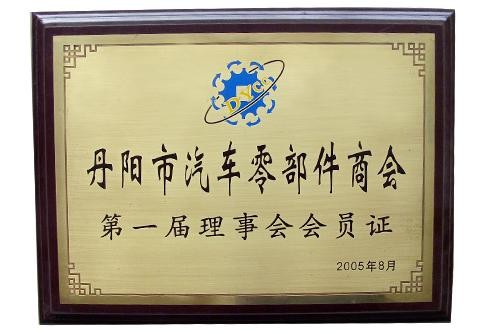 DYCP
丹阳市汽车零部件商会
第一届理事会会员证
2005年8月